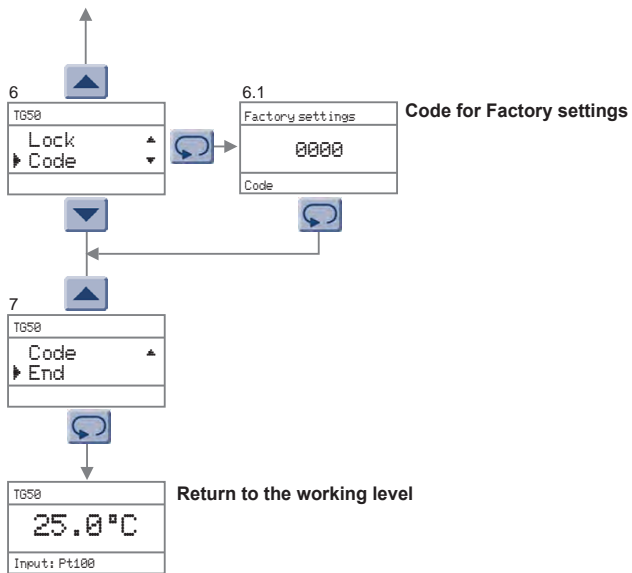 6
TG50
Lock
Code
6.1
Factory settings
0000
Code
Code for Factory settings
7
TG50
Code
End
TG50
25.0°C
Input: Pt100
Return to the working level